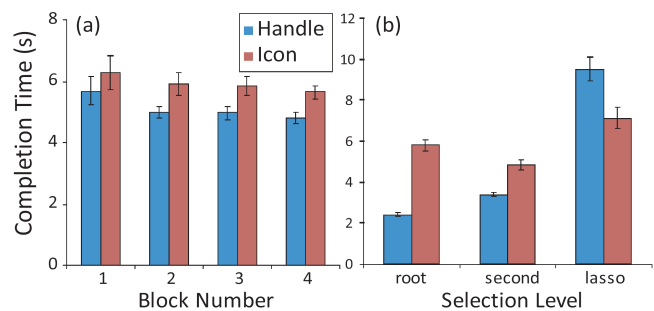 Completion Time (s)
8
6
4
2
0
(a)
Handle
Icon
1 2 3 4
Block Number
12
10
8
6
4
2
0
(b)
root second lasso
Selection Level